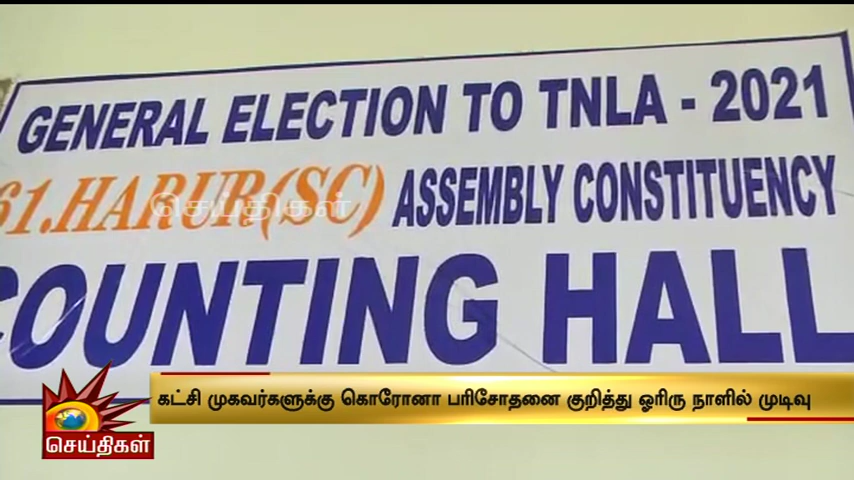 GENERAL ELECTION TO TNLA - 2021
61.HARUR(SC) ASSEMBLY CONSTITUENCY
செய்திகள்
COUNTING HALL
கட்சி முகவர்களுக்கு கொரோனா பரிசோதனை குறித்து ஓரிரு நாளில் முடிவு
செய்திகள்